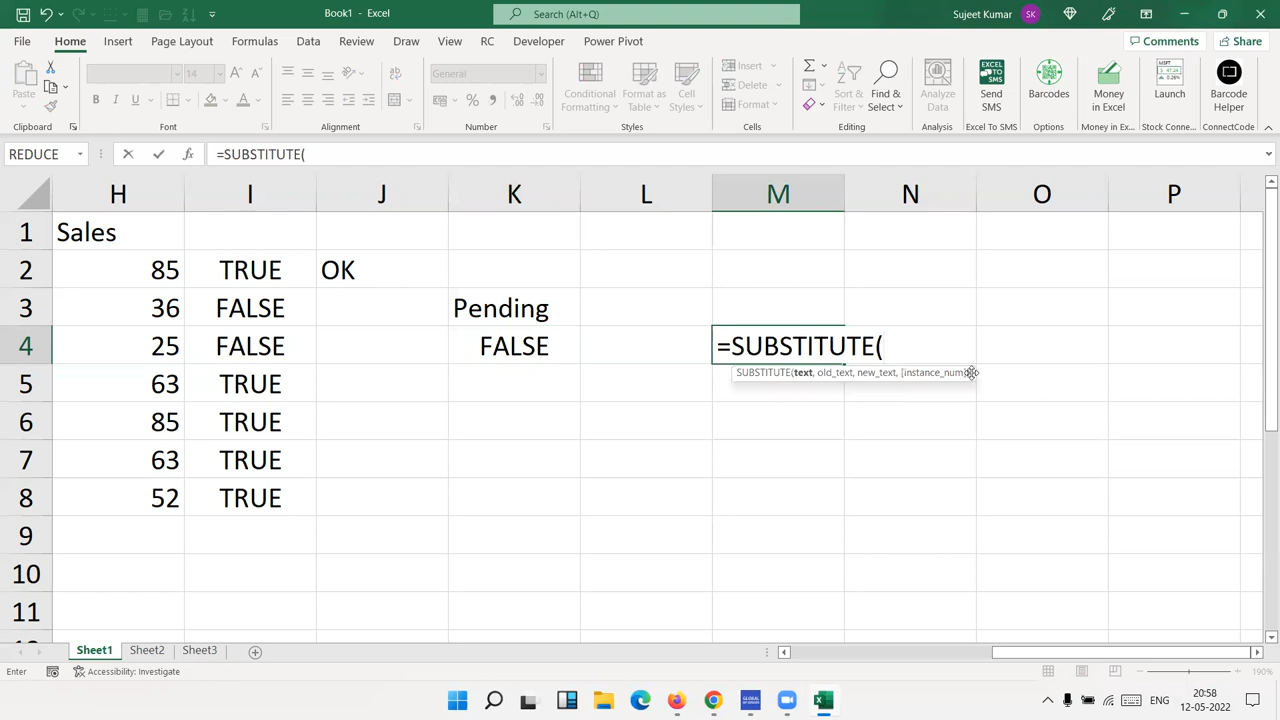 Book1 - Excel
Search (Alt+Q)
Sujeet Kumar
SK
File Home Insert Page Layout Formulas Data Review View Draw RC Developer Power Pivot
Comments
Share
Paste
14
General
B I U
Conditional Formatting
Format as Table
Cell Styles
Insert
Delete
Format
Sort & Filter
Find & Select
Analyze Data
Send SMS
Barcodes
Money in Excel
Launch
Barcode Helper
Clipboard Font Alignment Number Styles Cells Editing Analysis Excel To SMS Options Money in Ex... Stock Conne... ConnectCode
REDUCE
fx
=SUBSTITUTE(
H I J K L M N O P
1 Sales
2 85 TRUE OK
3 36 FALSE Pending
4 25 FALSE FALSE =SUBSTITUTE(
SUBSTITUTE(text, old_text, new_text, [instance_num])
5 63 TRUE
6 85 TRUE
7 63 TRUE
8 52 TRUE
9
10
11
Sheet1 Sheet2 Sheet3
Enter
Accessibility: Investigate
190%
ENG
20:58
12-05-2022